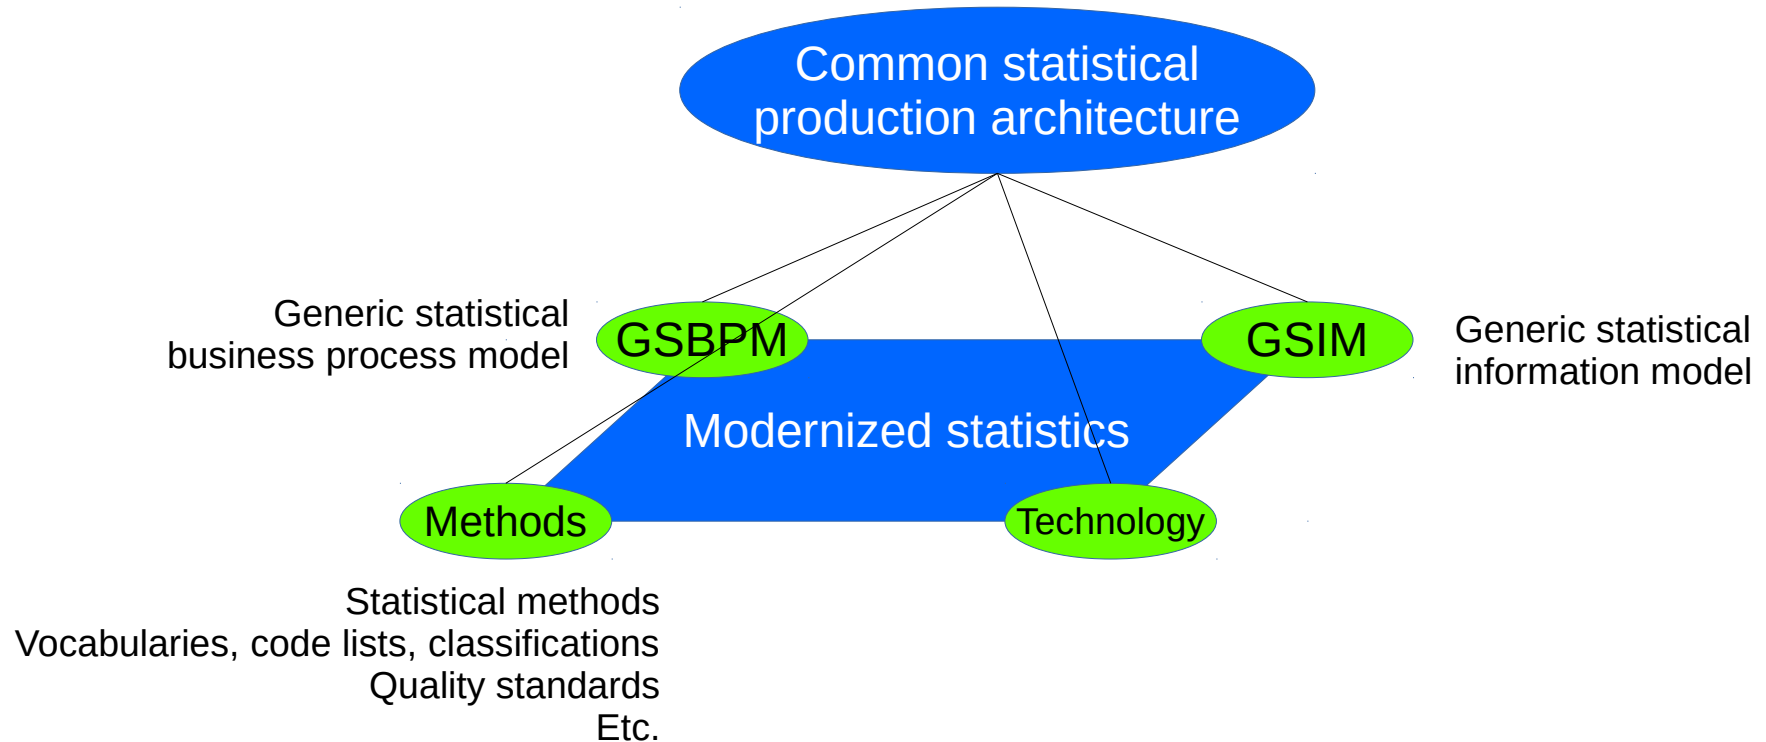 Common statistical
production architecture
Generic statistical
business process model
GSBPM
GSIM
Generic statistical
information model
Modernized statistics
Methods
Technology
Statistical methods
Vocabularies, code lists, classifications
Quality standards
Etc.